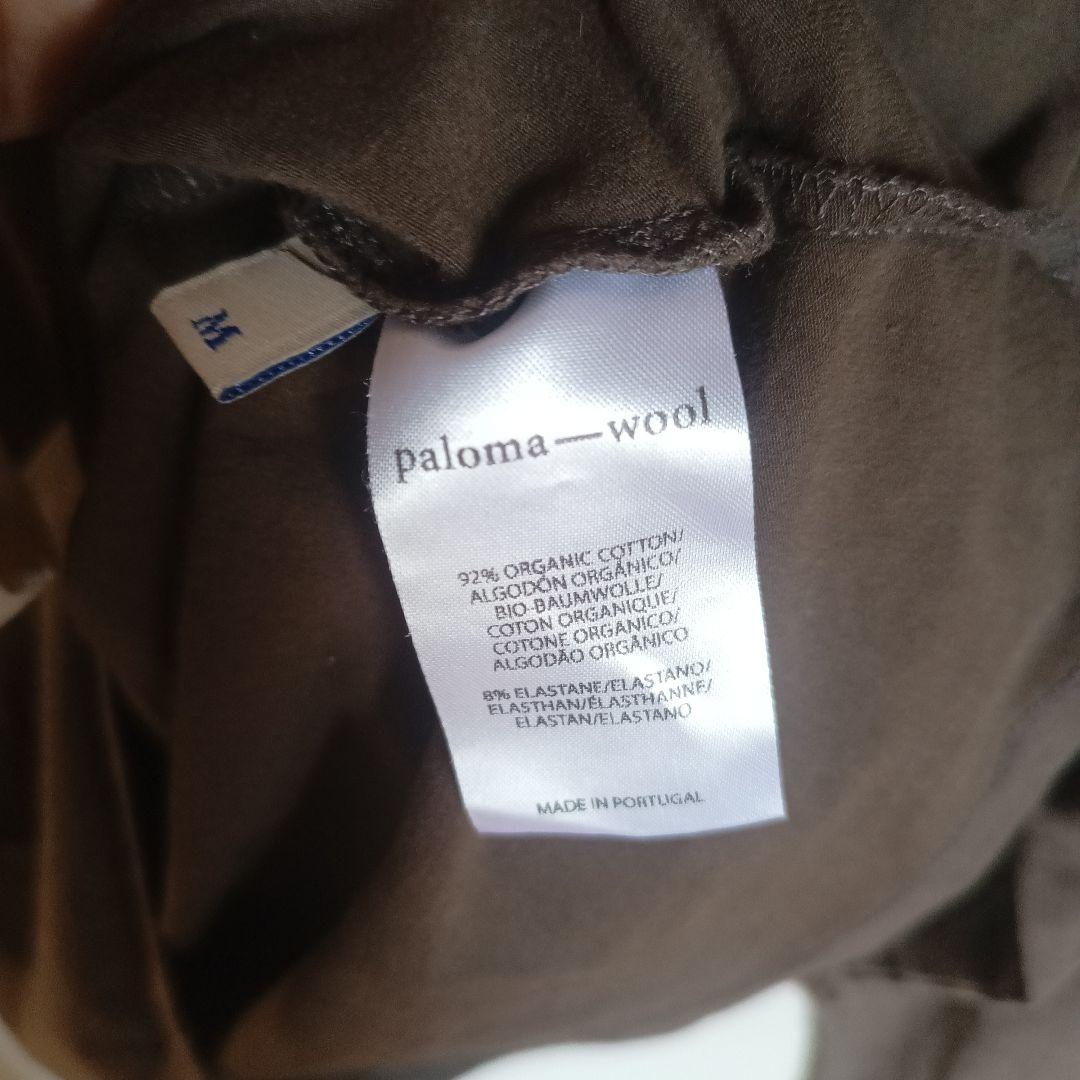 M
paloma—wool
92% ORGANIC COTTON/
ALGODÓN ORGÁNICO/
BIO-BAUMWOLLE/
COTON ORGANIQUE/
COTONE ORGANICO/
ALGODÃO ORGÂNICO
8% ELASTANE/ELASTANO/
ELASTHAN/ÉLASTHANNE/
ELASTAN/ELASTANO
MADE IN PORTUGAL